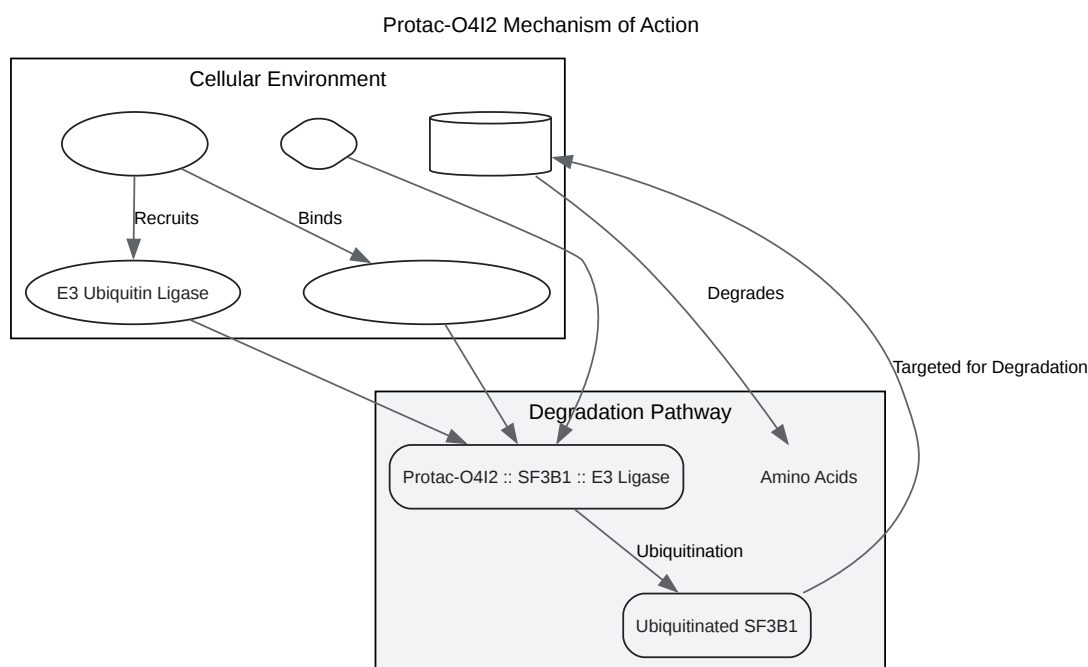 Protac-O4I2 Mechanism of Action
Cellular Environment
Recruits
Binds
E3 Ubiquitin Ligase
Degrades
Targeted for Degradation
Degradation Pathway
Protac-O4I2 :: SF3B1 :: E3 Ligase
Amino Acids
Ubiquitination
Ubiquitinated SF3B1